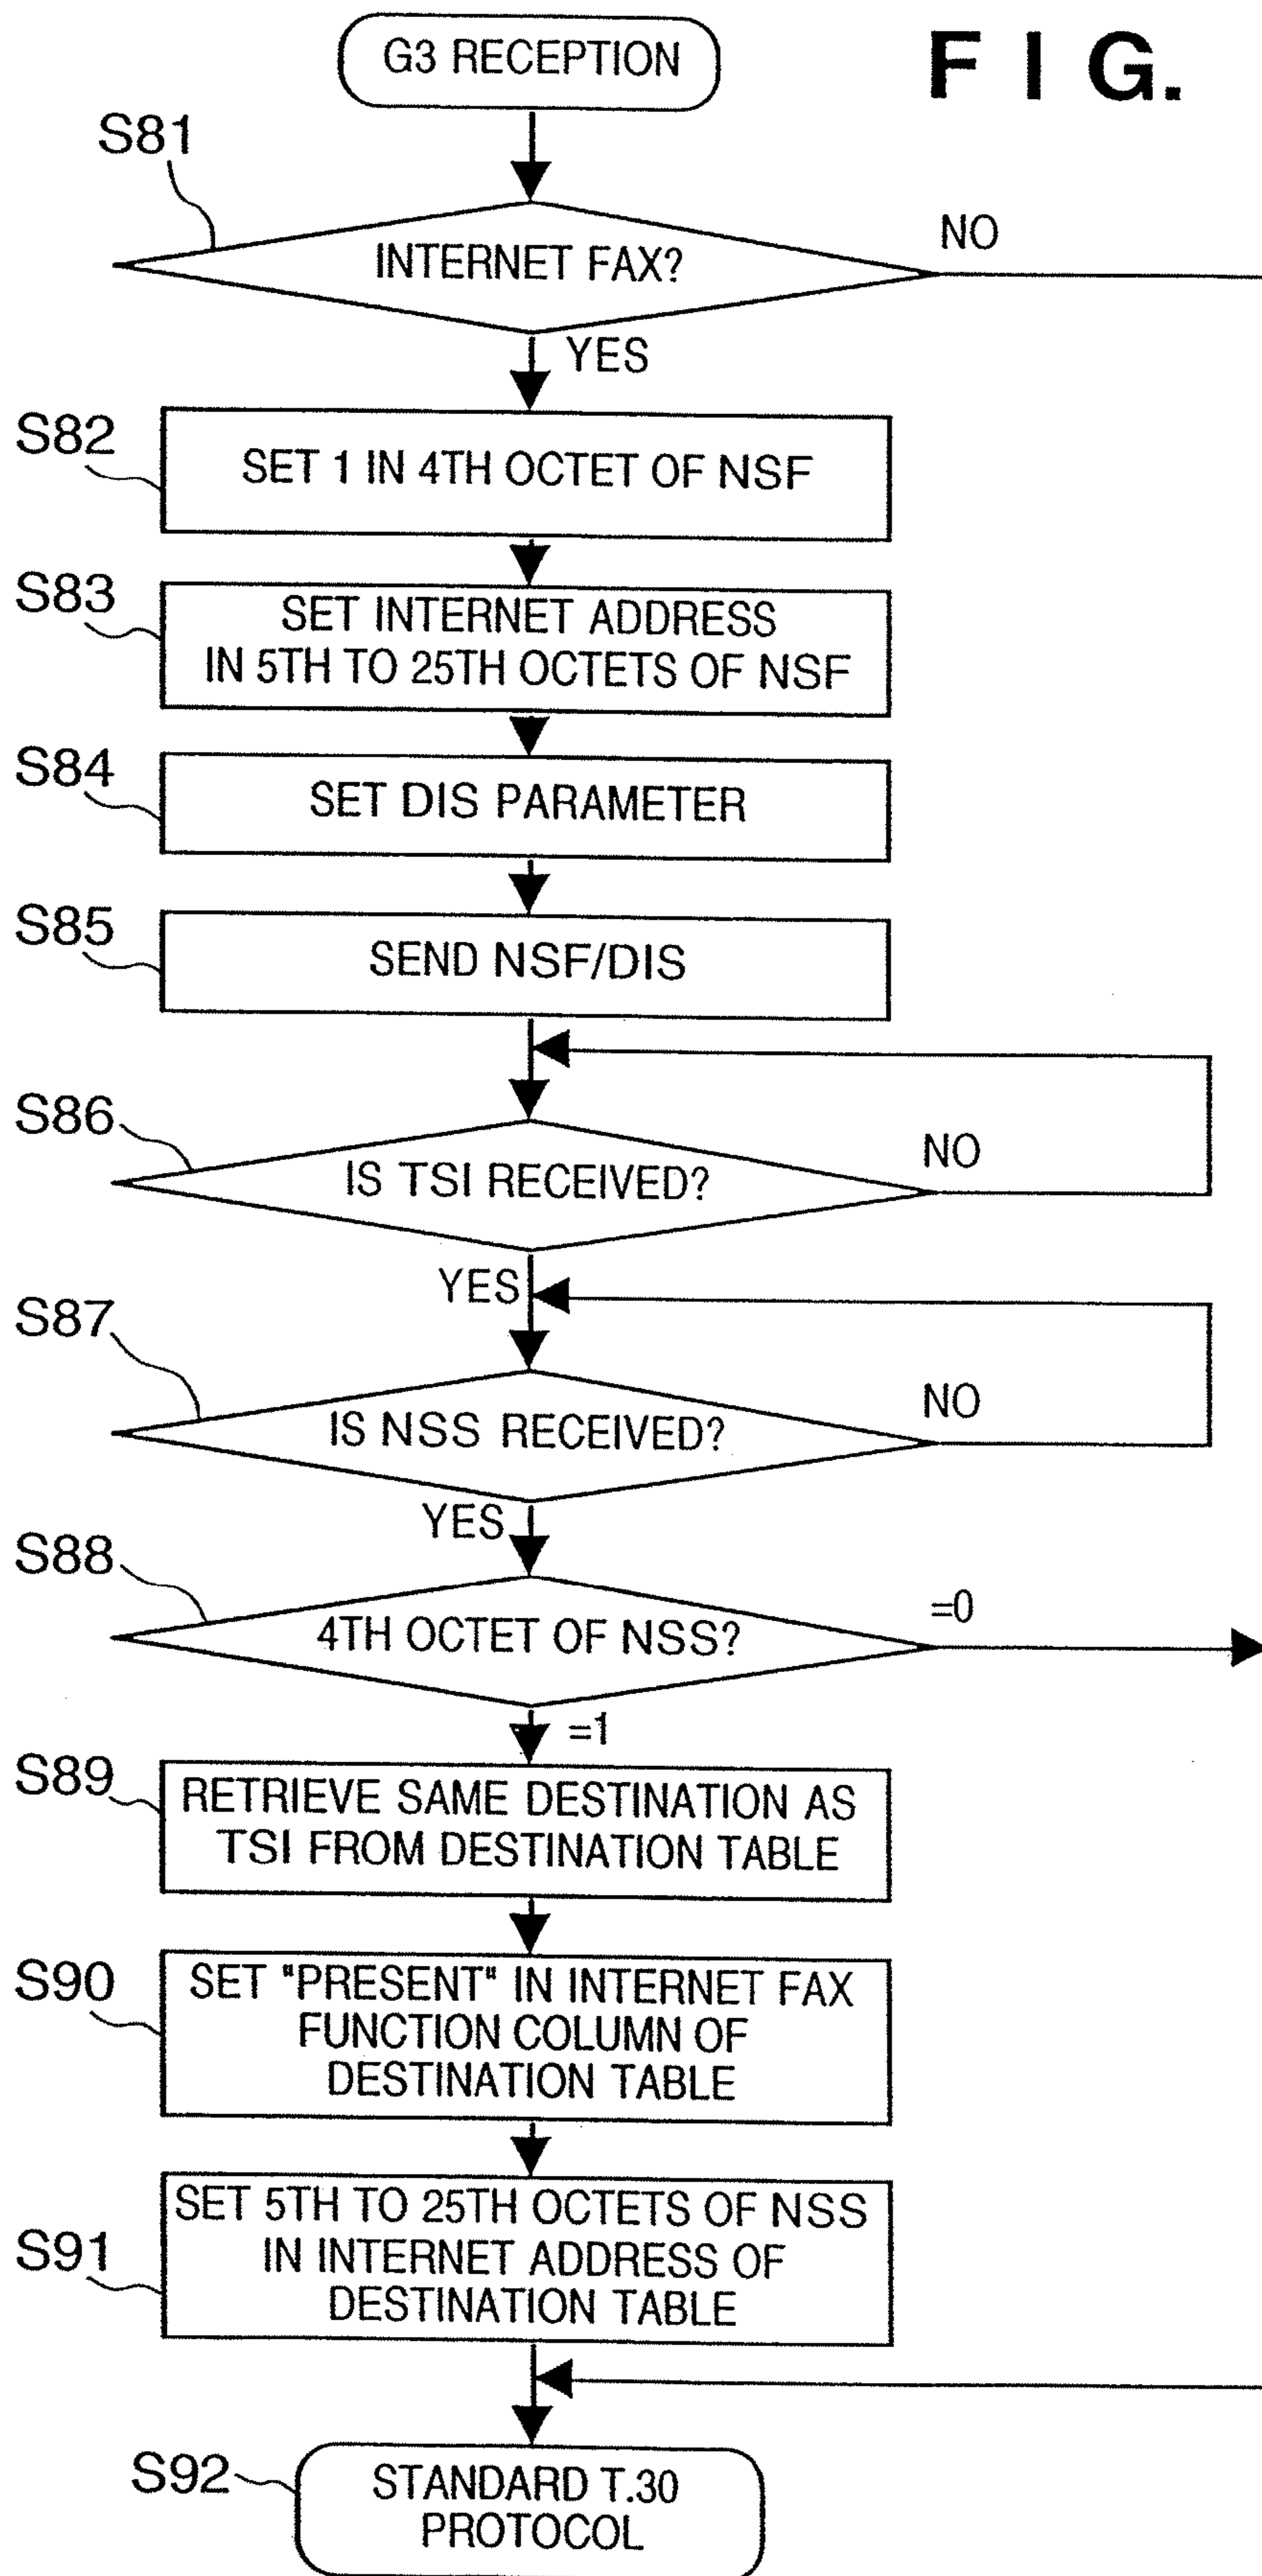 G3 RECEPTION
F I G.
S81
INTERNET FAX?
NO
YES
S82
SET 1 IN 4TH OCTET OF NSF
S83
SET INTERNET ADDRESS
IN 5TH TO 25TH OCTETS OF NSF
S84
SET DIS PARAMETER
S85
SEND NSF/DIS
S86
IS TSI RECEIVED?
NO
YES
S87
IS NSS RECEIVED?
NO
YES
S88
4TH OCTET OF NSS?
=0
=1
S89
RETRIEVE SAME DESTINATION AS
TSI FROM DESTINATION TABLE
S90
SET "PRESENT" IN INTERNET FAX
FUNCTION COLUMN OF
DESTINATION TABLE
S91
SET 5TH TO 25TH OCTETS OF NSS
IN INTERNET ADDRESS OF
DESTINATION TABLE
S92
STANDARD T.30
PROTOCOL